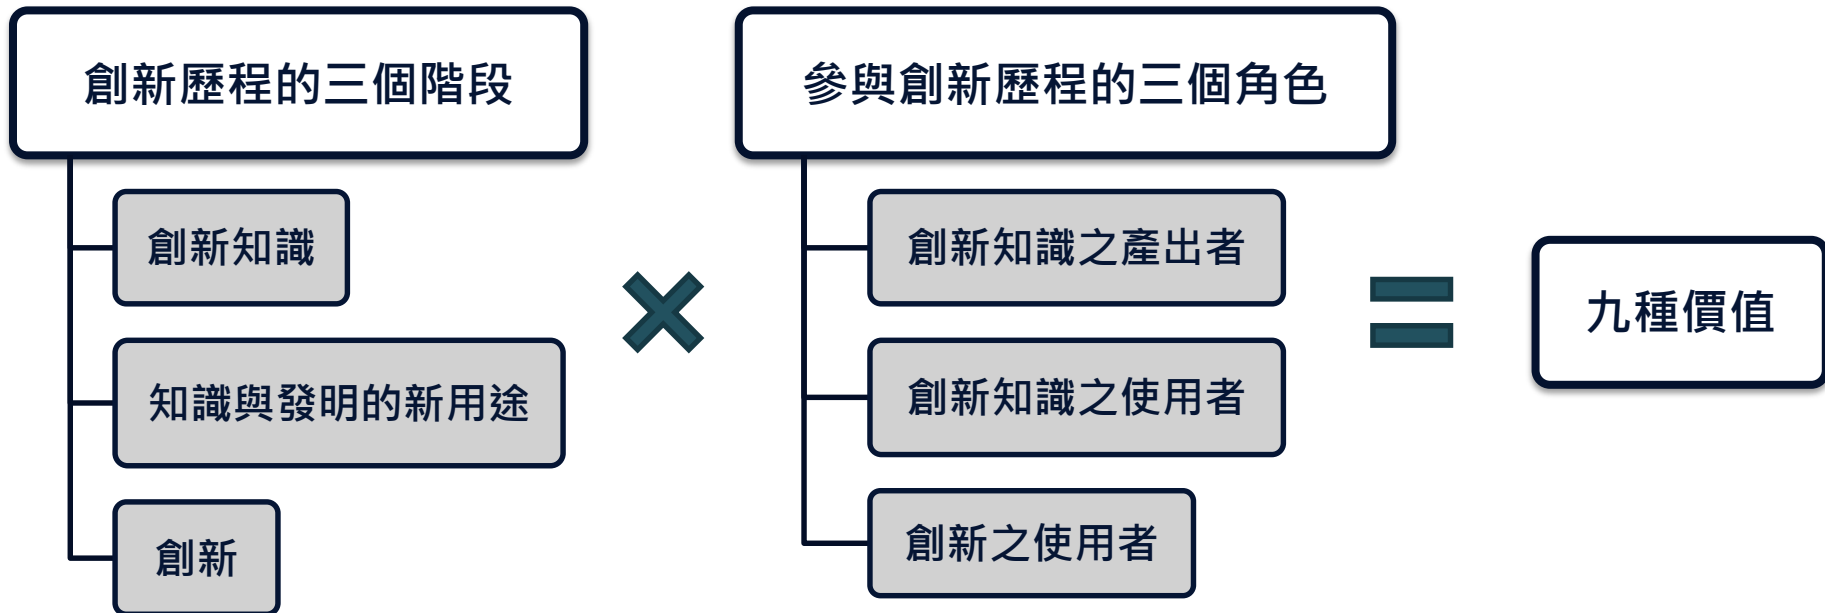 創新歷程的三個階段
創新知識
知識與發明的新用途
創新
參與創新歷程的三個角色
創新知識之產出者
創新知識之使用者
創新之使用者
九種價值